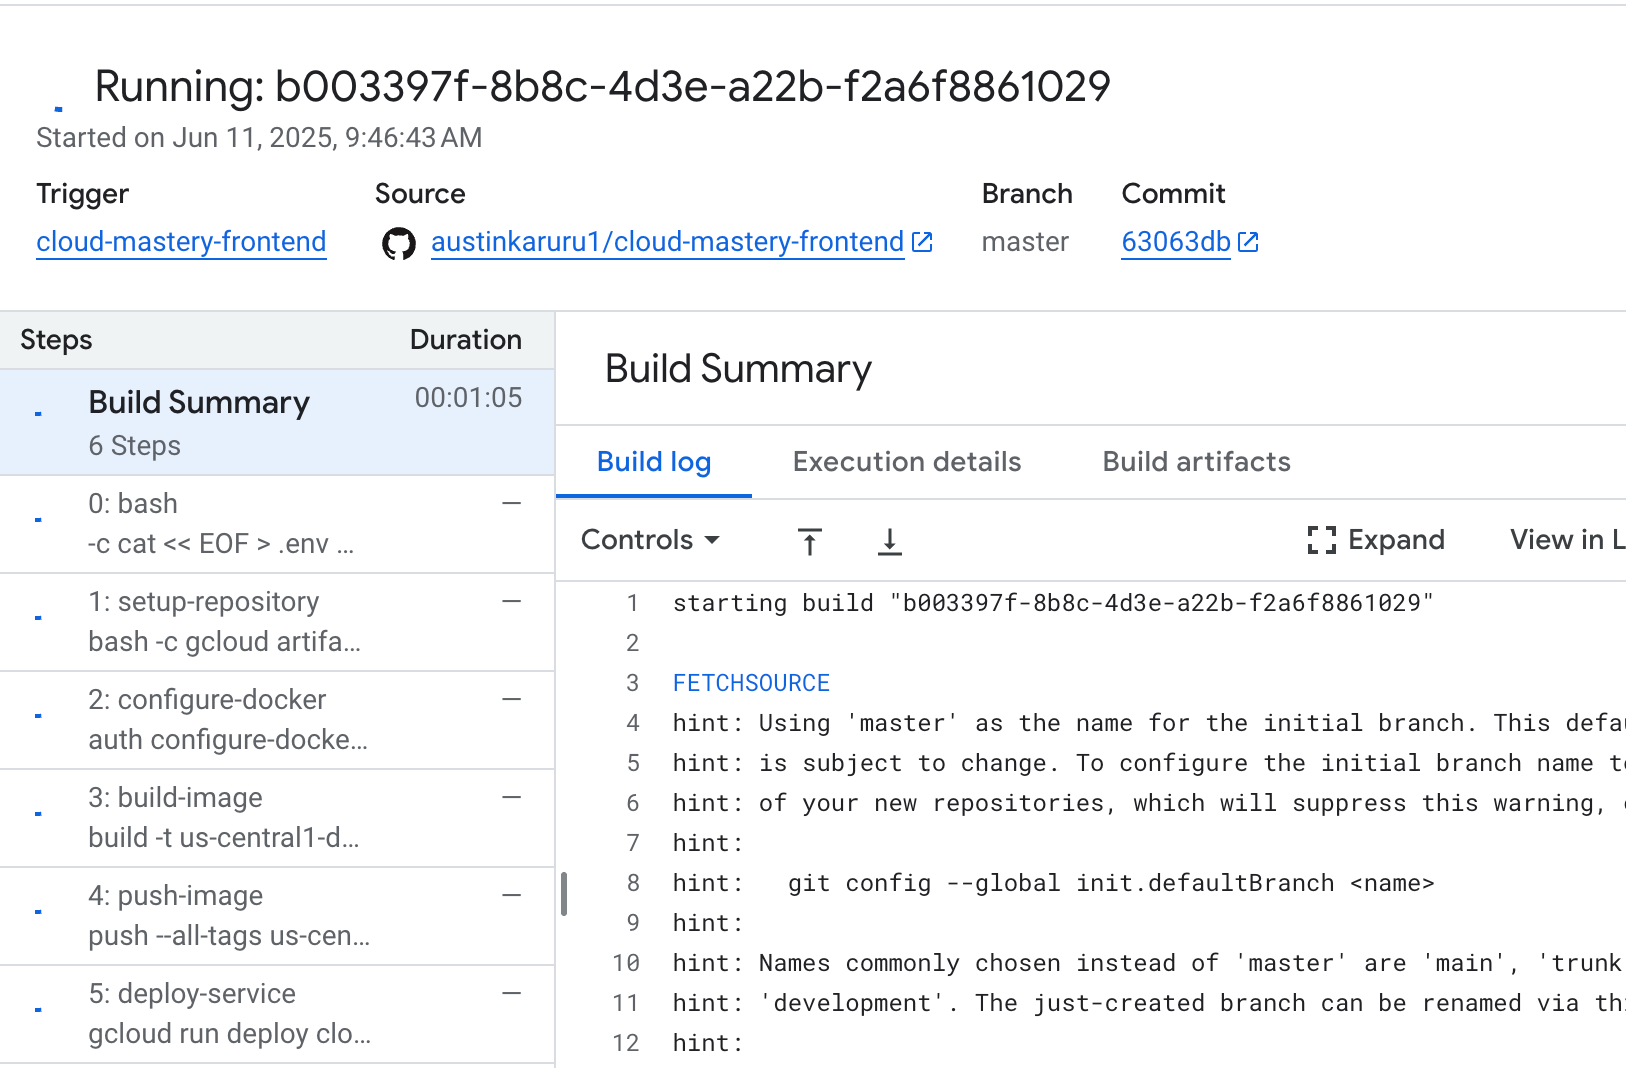 Running: b003397f-8b8c-4d3e-a22b-f2a6f8861029
Started on Jun 11, 2025, 9:46:43 AM
Trigger Source Branch Commit
cloud-mastery-frontend austinkaruru1/cloud-mastery-frontend master 63063db
Steps Duration
Build Summary 00:01:05
6 Steps
0: bash —
-c cat << EOF > .env ...
1: setup-repository —
bash -c gcloud artifa...
2: configure-docker —
auth configure-docke...
3: build-image —
build -t us-central1-d...
4: push-image —
push --all-tags us-cen...
5: deploy-service —
gcloud run deploy clo...
Build Summary
Build log Execution details Build artifacts
Controls Expand View in L
1 starting build "b003397f-8b8c-4d3e-a22b-f2a6f8861029"
2
3 FETCHSOURCE
4 hint: Using 'master' as the name for the initial branch. This defau
5 hint: is subject to change. To configure the initial branch name t
6 hint: of your new repositories, which will suppress this warning,
7 hint:
8 hint:   git config --global init.defaultBranch <name>
9 hint:
10 hint: Names commonly chosen instead of 'master' are 'main', 'trunk
11 hint: 'development'. The just-created branch can be renamed via th
12 hint: